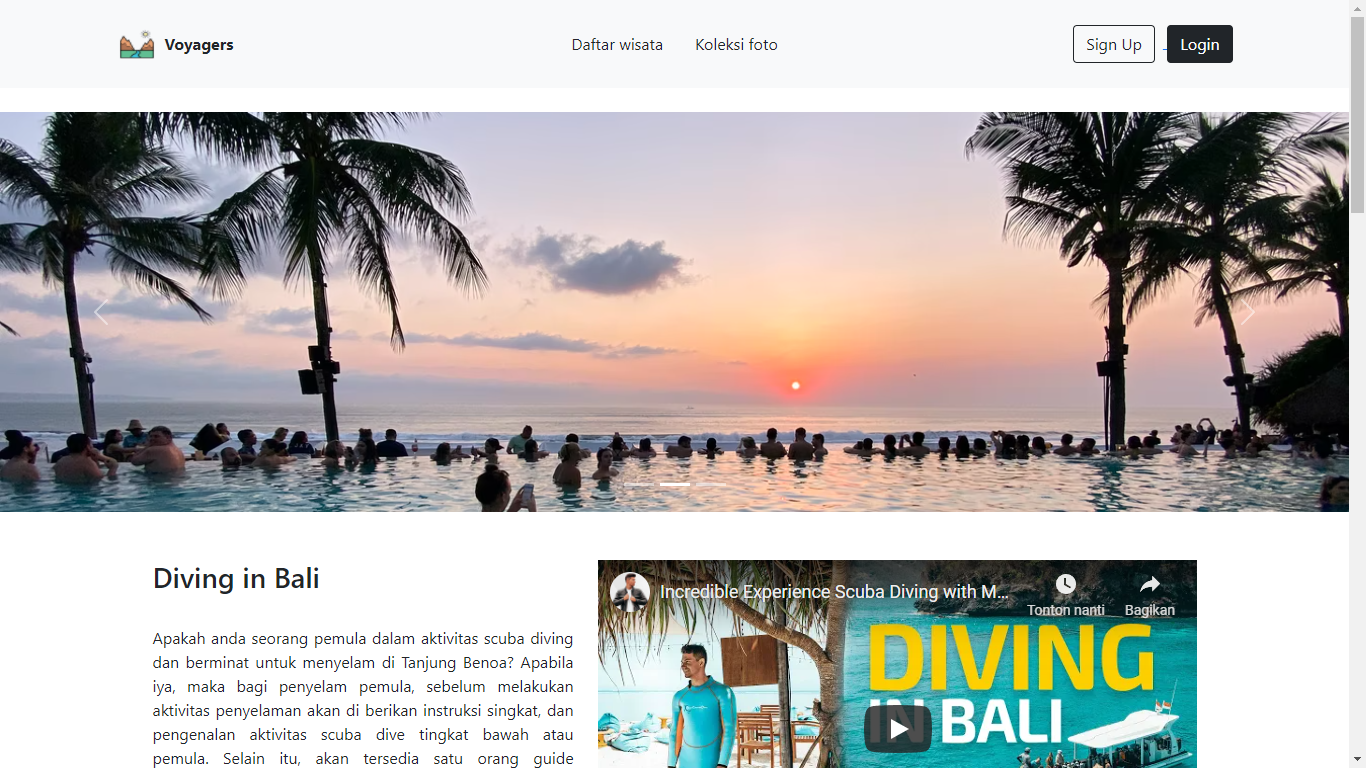 Voyagers
Daftar wisata
Koleksi foto
Sign Up
Login
Diving in Bali
Apakah anda seorang pemula dalam aktivitas scuba diving
dan berminat untuk menyelam di Tanjung Benoa? Apabila
iya, maka bagi penyelam pemula, sebelum melakukan
aktivitas penyelaman akan di berikan instruksi singkat, dan
pengenalan aktivitas scuba dive tingkat bawah atau
pemula. Selain itu, akan tersedia satu orang guide
Incredible Experience Scuba Diving with M...
Tonton nanti
Bagikan
DIVING
IN BALI